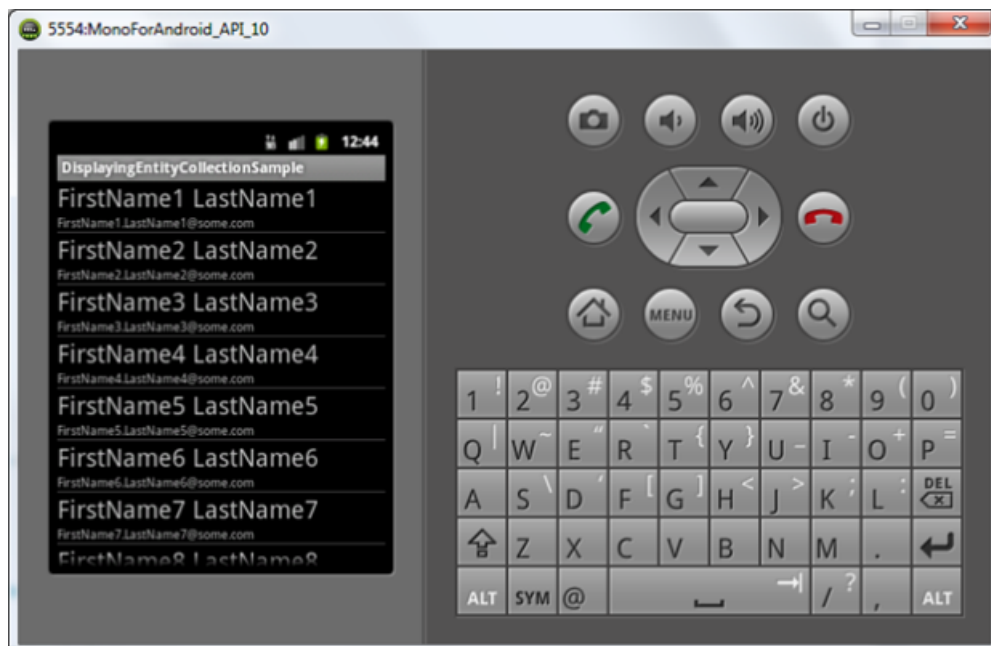 5554:MonoForAndroid_API_10
12:44
DisplayingEntityCollectionSample
FirstName1 LastName1
FirstName1.LastName1@some.com
FirstName2 LastName2
FirstName2.LastName2@some.com
FirstName3 LastName3
FirstName3.LastName3@some.com
FirstName4 LastName4
FirstName4.LastName4@some.com
FirstName5 LastName5
FirstName5.LastName5@some.com
FirstName6 LastName6
FirstName6.LastName6@some.com
FirstName7 LastName7
FirstName7.LastName7@some.com
FirstName8 LastName8
MENU
1 ! 2 @ 3 # 4 $ 5 % 6 ^ 7 & 8 * 9 ( 0 )
Q | W ~ E “ R ` T { Y } U _ I - O + P =
A S \ D ´ F [ G ] H < J > K ; L : DEL
Z X C V B N M .
ALT SYM @ / ? , ALT